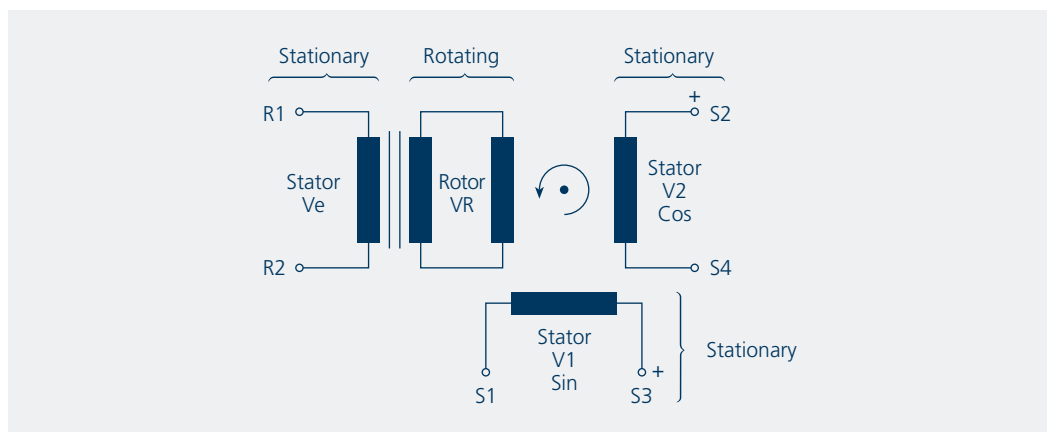 Stationary Rotating Stationary
R1
+
S2
Stator
Ve
Rotor
VR
Stator
V2
Cos
R2
S4
Stator
V1
Sin
Stationary
S1
+
S3